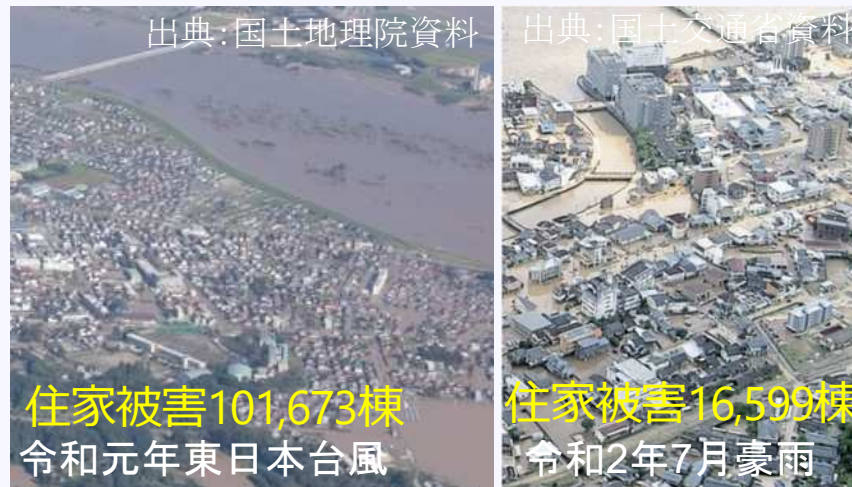 出典:国土地理院資料
住家被害101,673棟
令和元年東日本台風
出典:国土交通省資料
住家被害16,599棟
令和2年7月豪雨